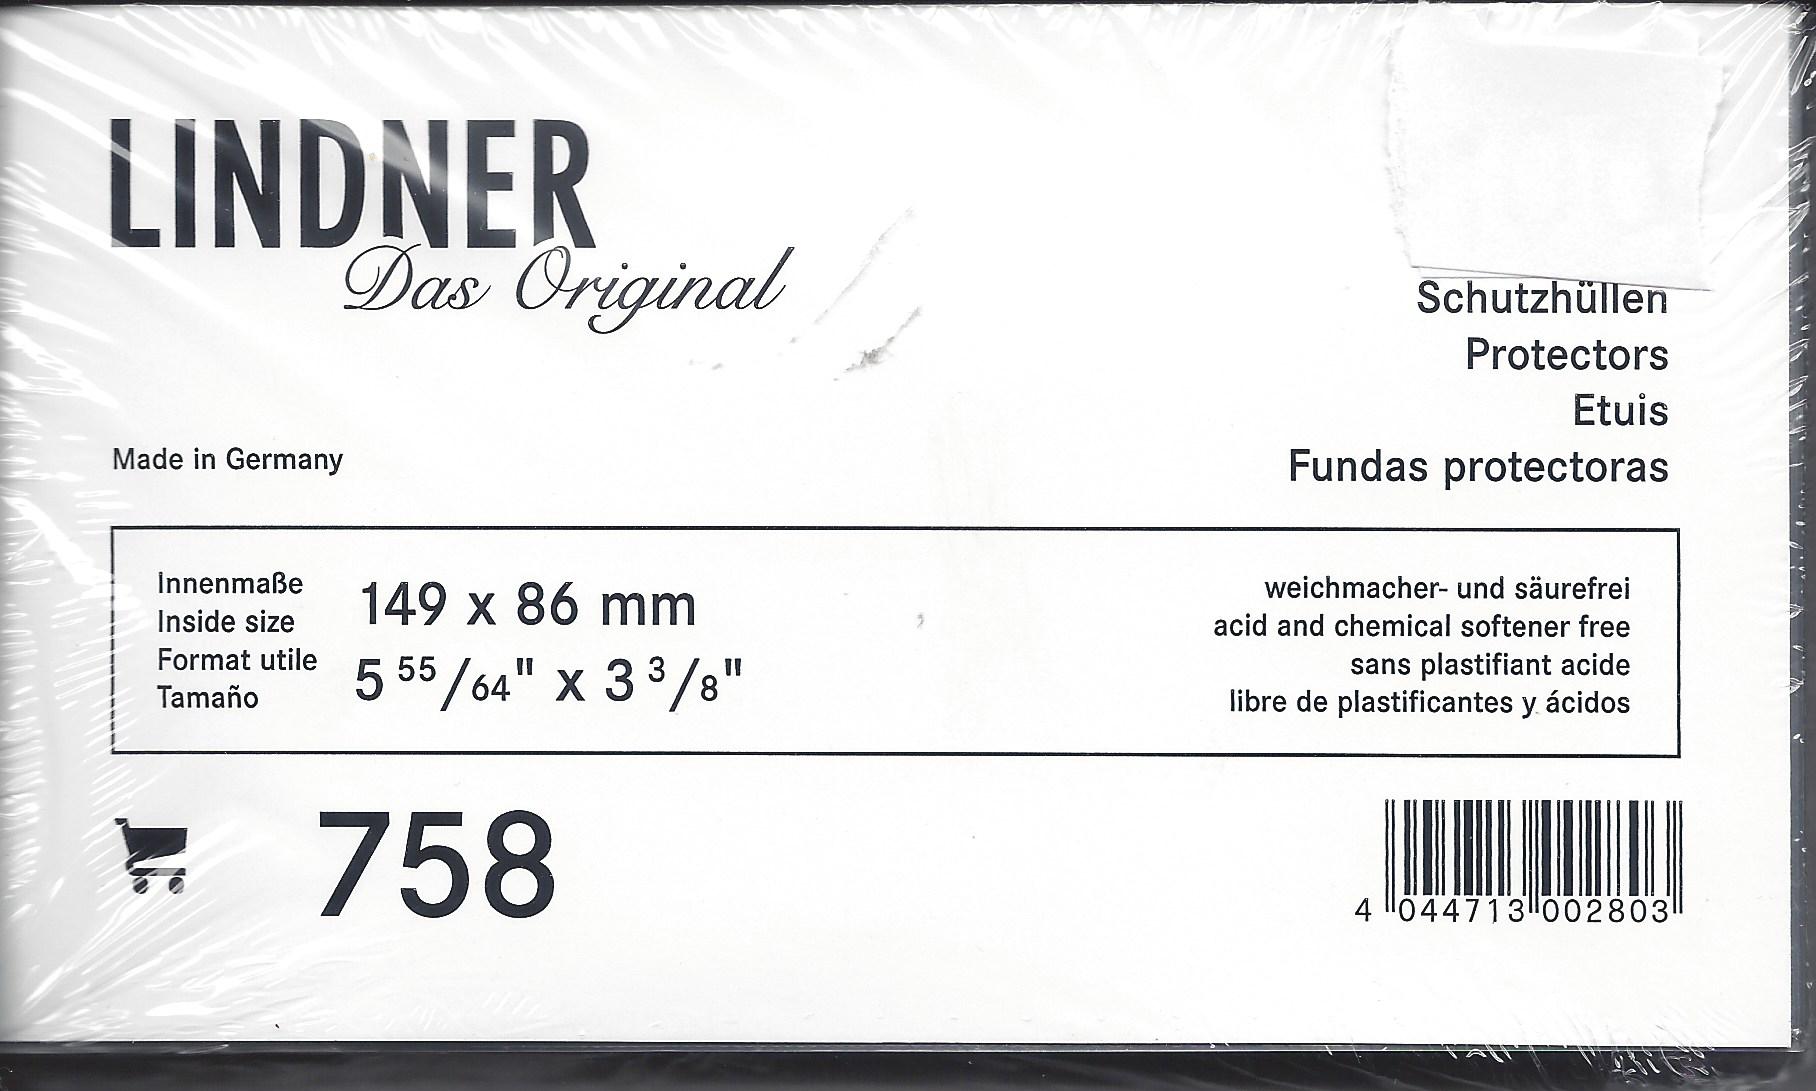 LINDNER
Das Original
Schutzhüllen
Protectors
Etuis
Fundas protectoras
Made in Germany
Innenmaße
Inside size
Format utile
Tamaño
149 x 86 mm
5 55/64" x 3 3/8"
weichmacher- und säurefrei
acid and chemical softener free
sans plastifiant acide
libre de plastificantes y ácidos
758
4 044713 002803